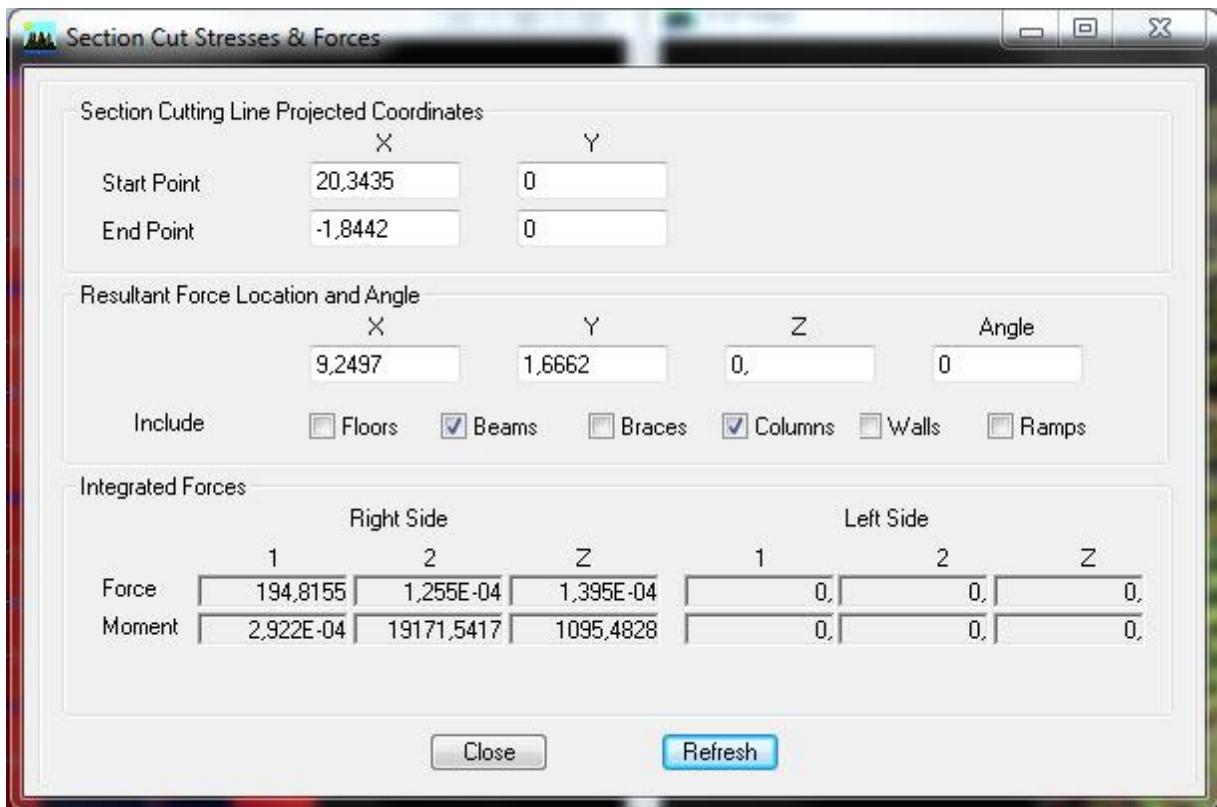 Section Cut Stresses & Forces
Section Cutting Line Projected Coordinates
X Y
Start Point 20,3435 0
End Point -1,8442 0
Resultant Force Location and Angle
X Y Z Angle
9,2497 1,6662 0, 0
Include Floors Beams Braces Columns Walls Ramps
Integrated Forces
Right Side Left Side
1 2 Z 1 2 Z
Force 194,8155 1,255E-04 1,395E-04 0, 0, 0,
Moment 2,922E-04 19171,5417 1095,4828 0, 0, 0,
Close Refresh